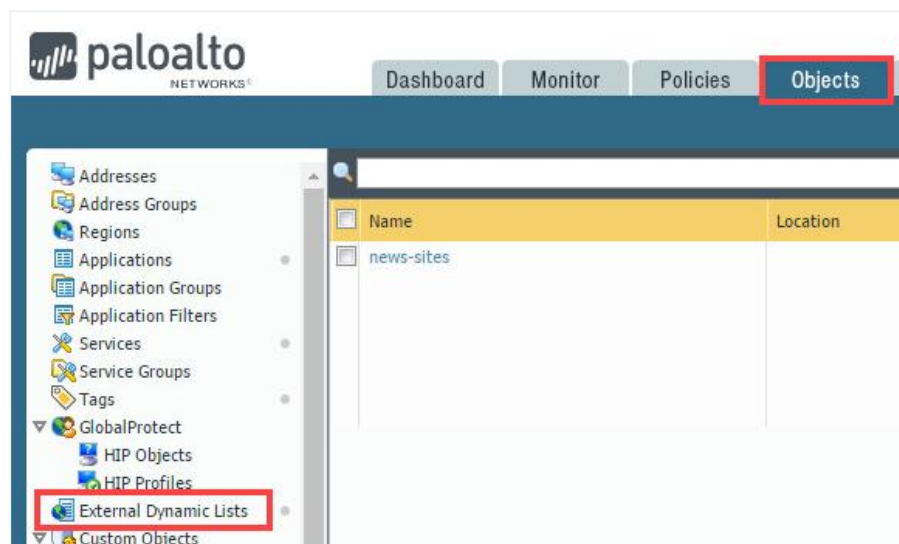 paloalto
NETWORKS
Dashboard Monitor Policies Objects
Addresses
Address Groups
Regions
Applications
Application Groups
Application Filters
Services
Service Groups
Tags
GlobalProtect
HIP Objects
HIP Profiles
External Dynamic Lists
Custom Objects
Name Location
news-sites